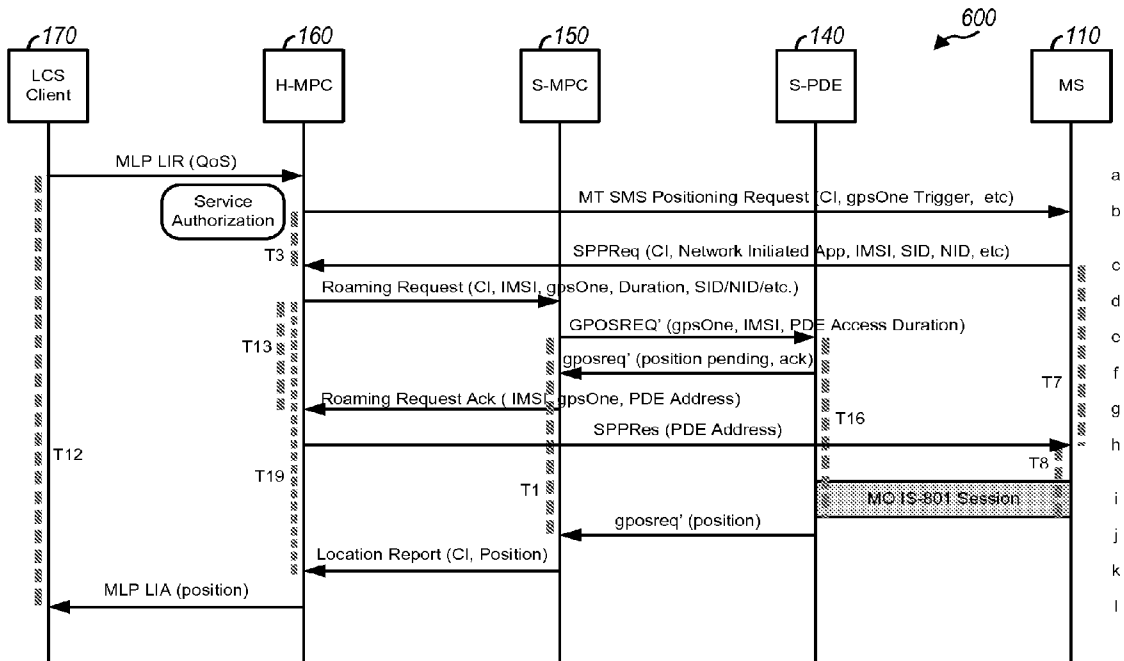 170
160
150
140
110
600
LCS
Client
H-MPC
S-MPC
S-PDE
MS
MLP LIR (QoS)
a
Service
Authorization
MT SMS Positioning Request (CI, gpsOne Trigger, etc)
b
T3
SPPReq (CI, Network Initiated App, IMSI, SID, NID, etc)
c
Roaming Request (CI, IMSI, gpsOne, Duration, SID/NID/etc.)
d
GPOSREQ' (gpsOne, IMSI, PDE Access Duration)
e
T13
gposreq' (position pending, ack)
f
T7
Roaming Request Ack ( IMSI, gpsOne, PDE Address)
g
T16
SPPRes (PDE Address)
h
T12
T19
T8
T1
MO IS-801 Session
i
gposreq' (position)
j
Location Report (CI, Position)
k
MLP LIA (position)
l